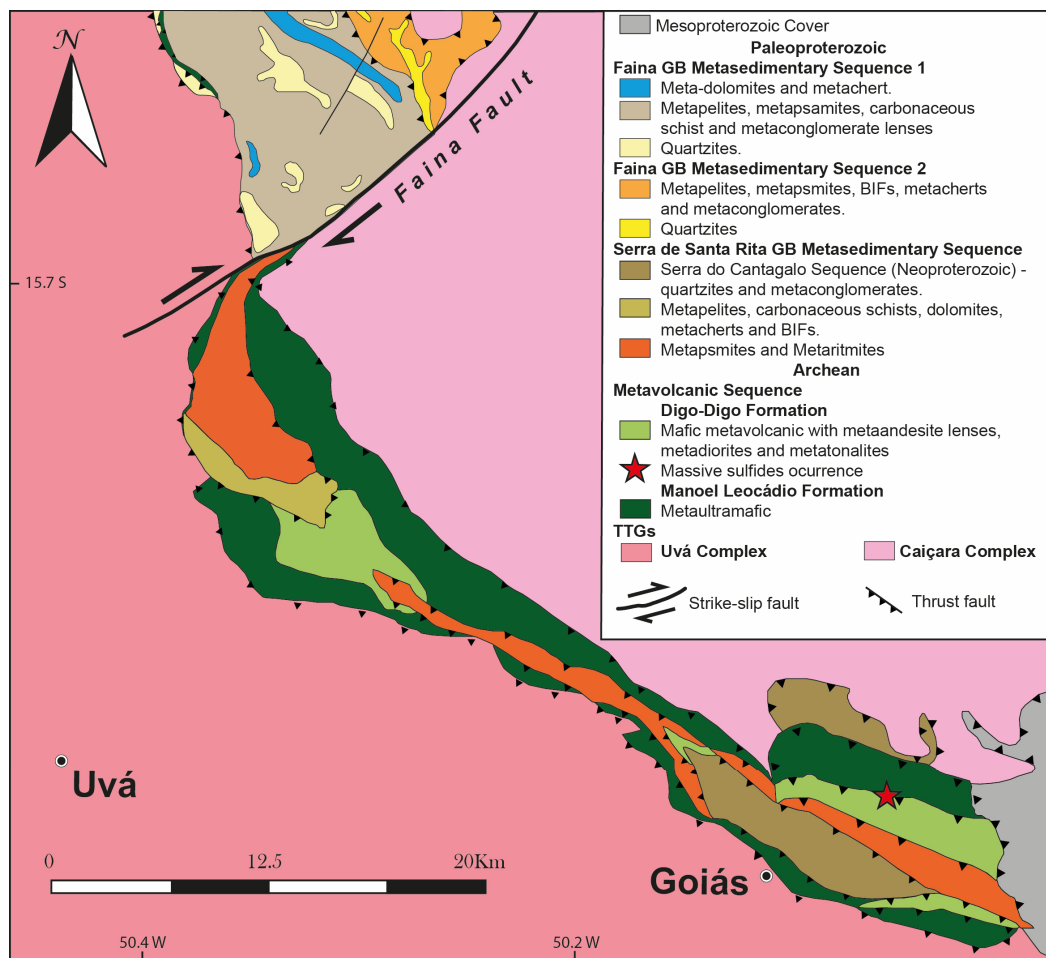 N
Faina Fault
15.7 S
Mesoproterozoic Cover
Paleoproterozoic
Faina GB Metasedimentary Sequence 1
Meta-dolomites and metachert.
Metapelites, metapsamites, carbonaceous
schist and metaconglomerate lenses
Quartzites.
Faina GB Metasedimentary Sequence 2
Metapelites, metapsmites, BIFs, metacherts
and metaconglomerates.
Quartzites
Serra de Santa Rita GB Metasedimentary Sequence
Serra do Cantagalo Sequence (Neoproterozoic) -
quartzites and metaconglomerates.
Metapelites, carbonaceous schists, dolomites,
metacherts and BIFs.
Metapsmites and Metaritmites
Archean
Metavolcanic Sequence
Digo-Digo Formation
Mafic metavolcanic with metaandesite lenses,
metadiorites and metatonalites
Massive sulfides ocurrence
Manoel Leocádio Formation
Metaultramafic
TTGs
Uvá Complex
Caiçara Complex
Strike-slip fault
Thrust fault
Uvá
Goiás
0 12.5 20Km
50.4 W
50.2 W